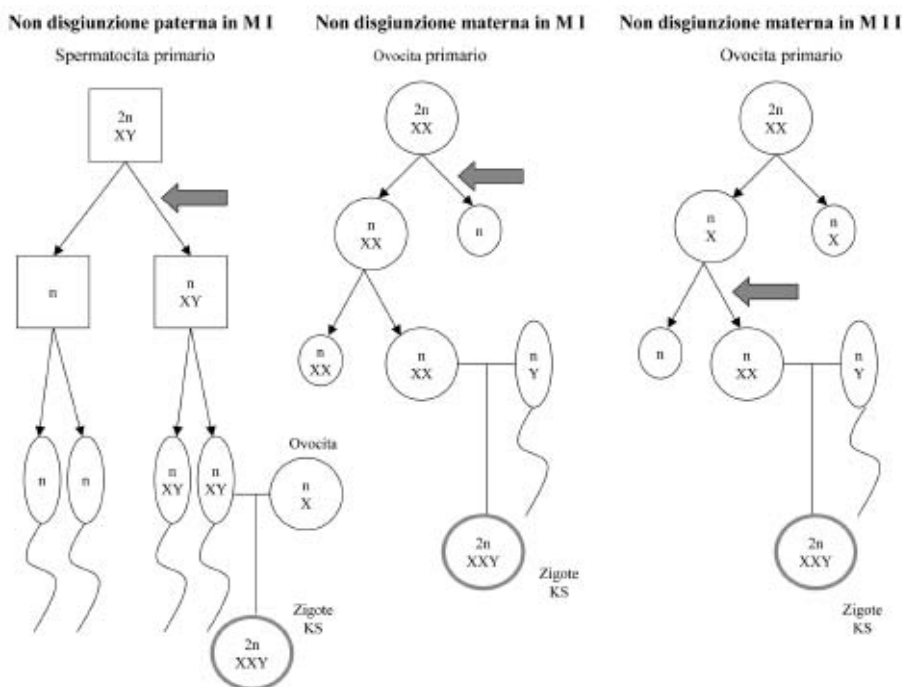 Non disgiunzione paterna in M I
Spermatocita primario
2n
XY
n
n
XY
n
n
n
XY
n
XY
Ovocita
n
X
Zigote
KS
2n
XXY
Non disgiunzione materna in M I
Ovocita primario
2n
XX
n
XX
n
n
XX
n
XX
n
Y
2n
XXY
Zigote
KS
Non disgiunzione materna in M I I
Ovocita primario
2n
XX
n
X
n
X
n
n
XX
n
Y
2n
XXY
Zigote
KS